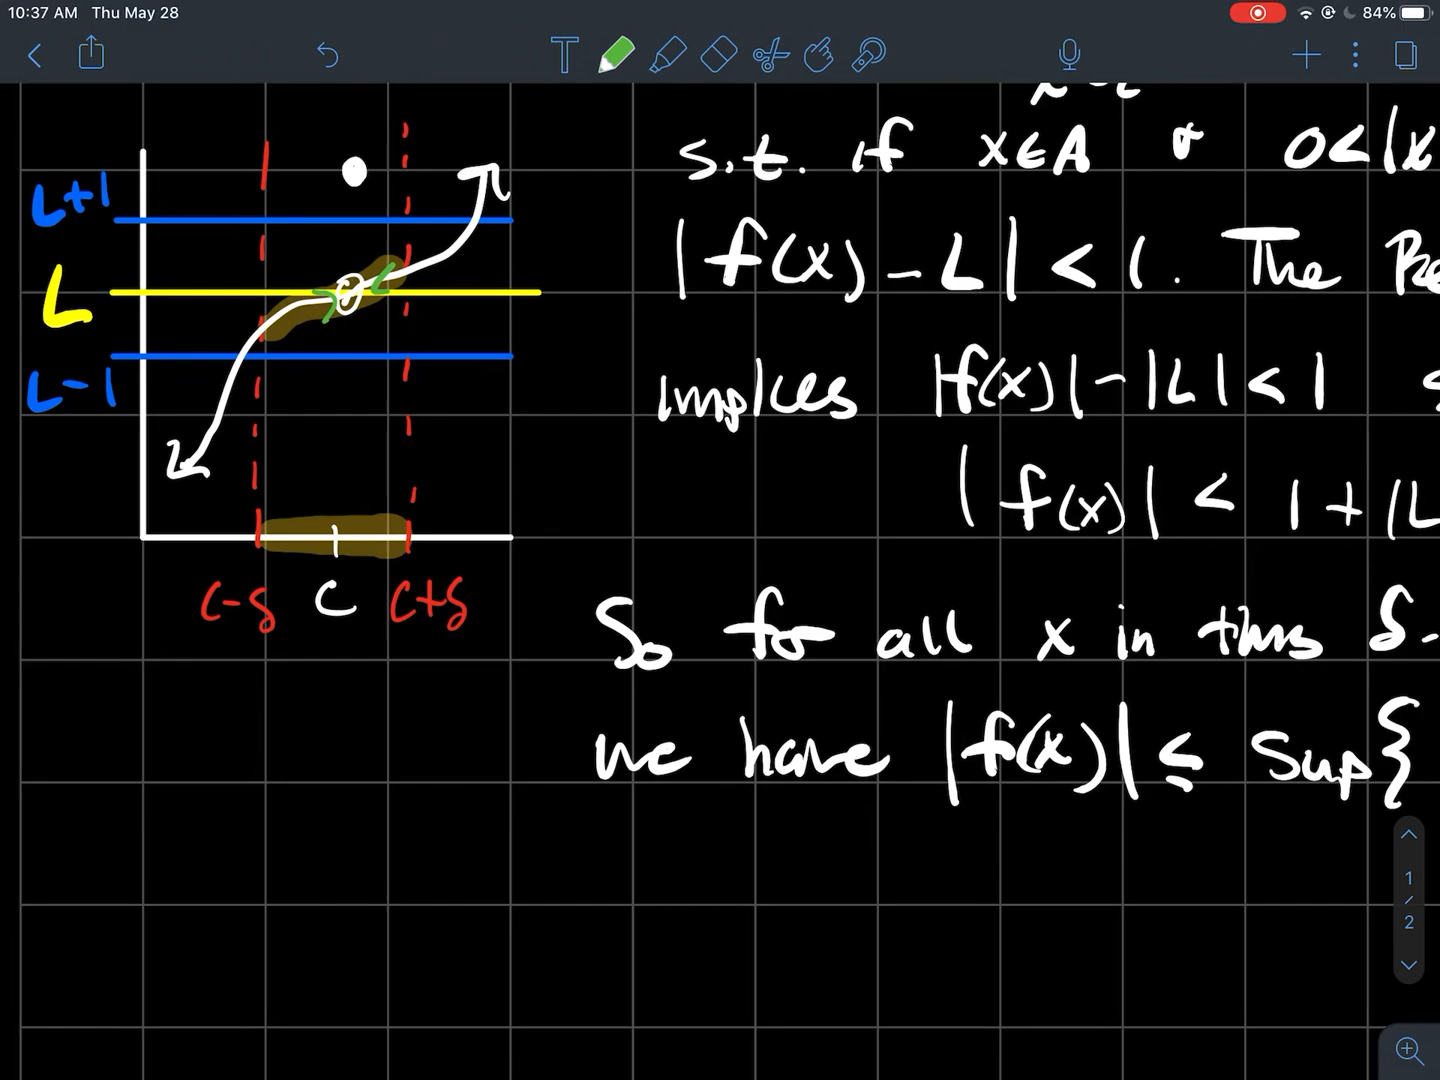 10:37 AM Thu May 28
84%
T
s.t. if x∈A & 0<|x
|f(x)-L| < 1. The
implies |f(x)|-|L| < 1
|f(x)| < 1+|L
So for all x in this δ-
we have |f(x)| ≤ sup{
L+1
L
L-1
c-δ c c+δ
1
/
2